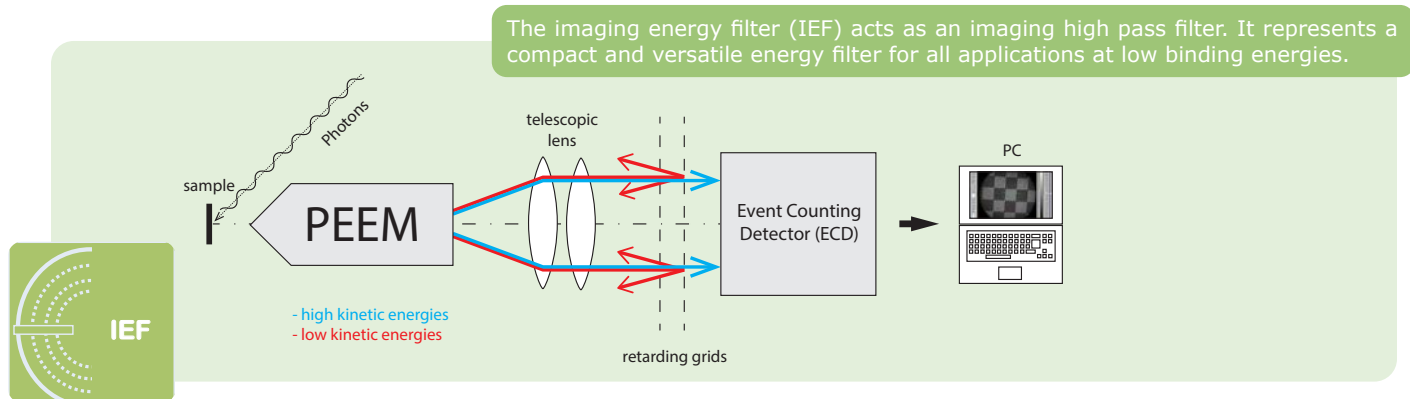 The imaging energy filter (IEF) acts as an imaging high pass filter. It represents a
compact and versatile energy filter for all applications at low binding energies.
Photons
telescopic
lens
PC
sample
PEEM
Event Counting
Detector (ECD)
- high kinetic energies
- low kinetic energies
IEF
retarding grids